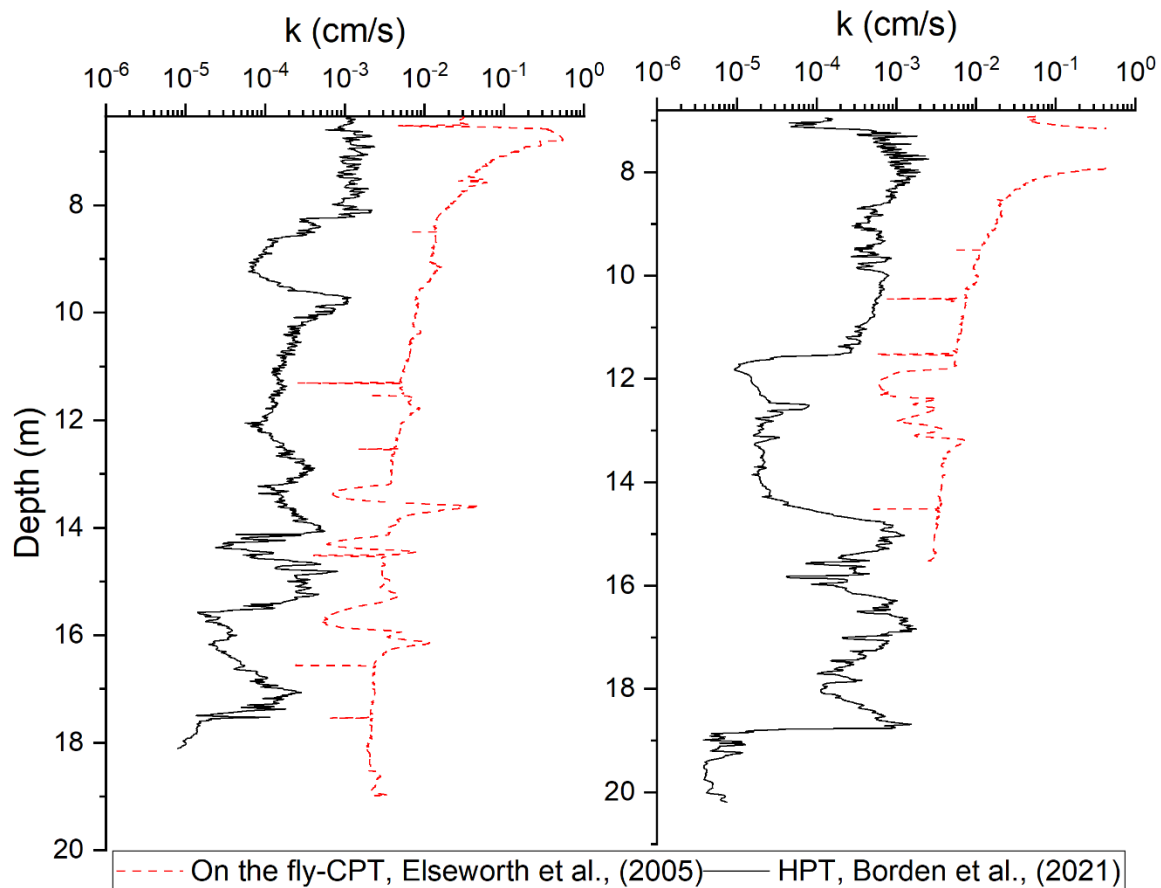 k (cm/s)
k (cm/s)
10⁻⁶ 10⁻⁵ 10⁻⁴ 10⁻³ 10⁻² 10⁻¹ 10⁰
10⁻⁶ 10⁻⁵ 10⁻⁴ 10⁻³ 10⁻² 10⁻¹ 10⁰
Depth (m)
8
10
12
14
16
18
20
8
10
12
14
16
18
20
On the fly-CPT, Elseworth et al., (2005)
HPT, Borden et al., (2021)